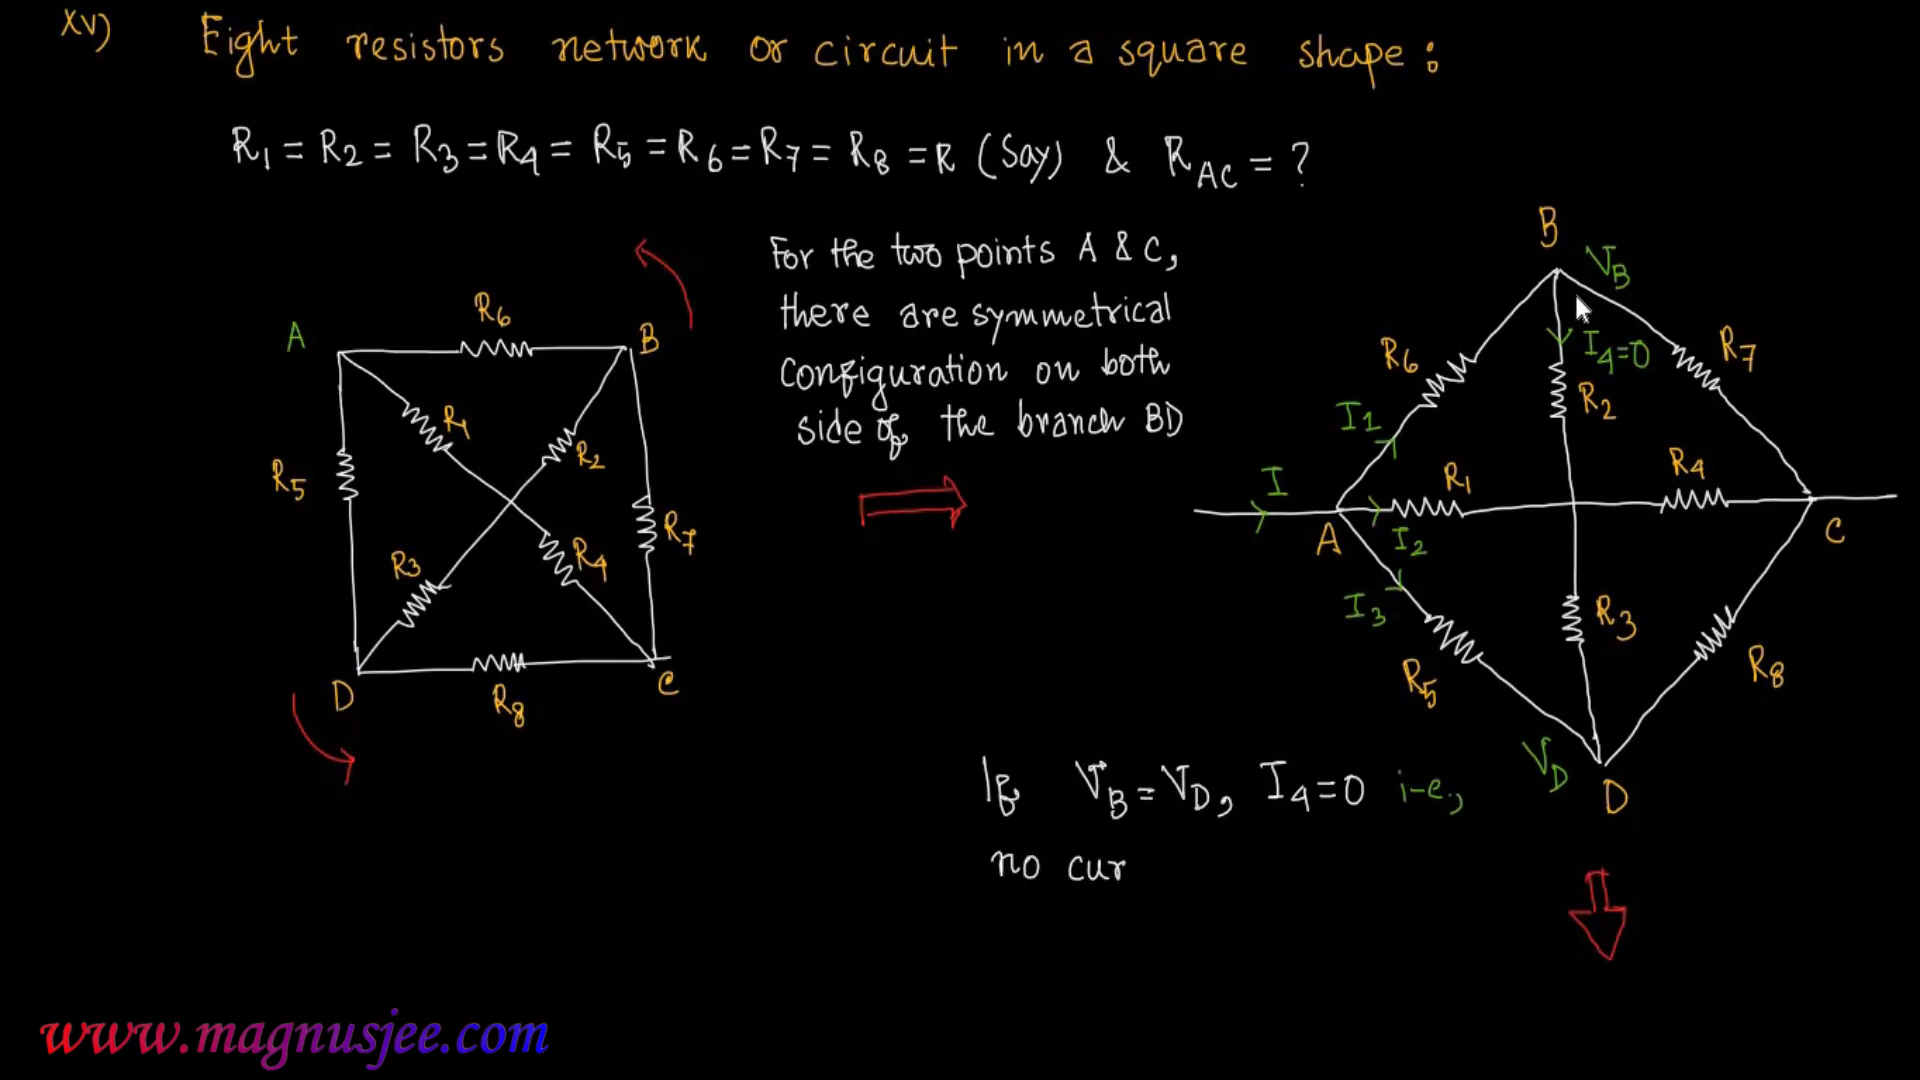 XV) Eight resistors network or circuit in a square shape :
R1 = R2 = R3 = R4 = R5 = R6 = R7 = R8 = R (Say) & RAC = ?
For the two points A & C,
there are symmetrical
configuration on both
side of the branch BD
A
R6
B
R1
R2
R5
R3
R4
R7
D
R8
C
B
VB
R6
I4=0
R7
R2
I1
I
R1
R4
A
I2
C
I3
R3
R5
R8
VD
D
If VB = VD, I4 = 0 i-e.,
no cur
www.magnusjee.com